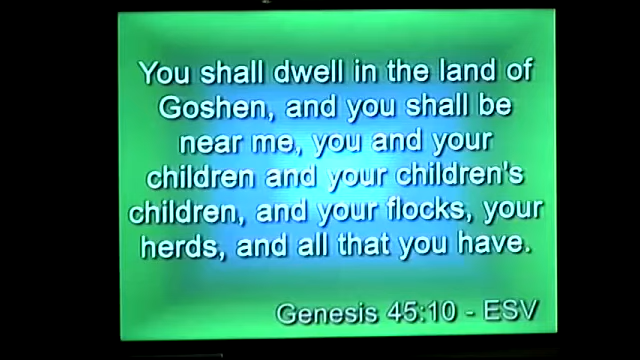 You shall dwell in the land of
Goshen, and you shall be
near me, you and your
children and your children's
children, and your flocks, your
herds, and all that you have.
Genesis 45:10 - ESV